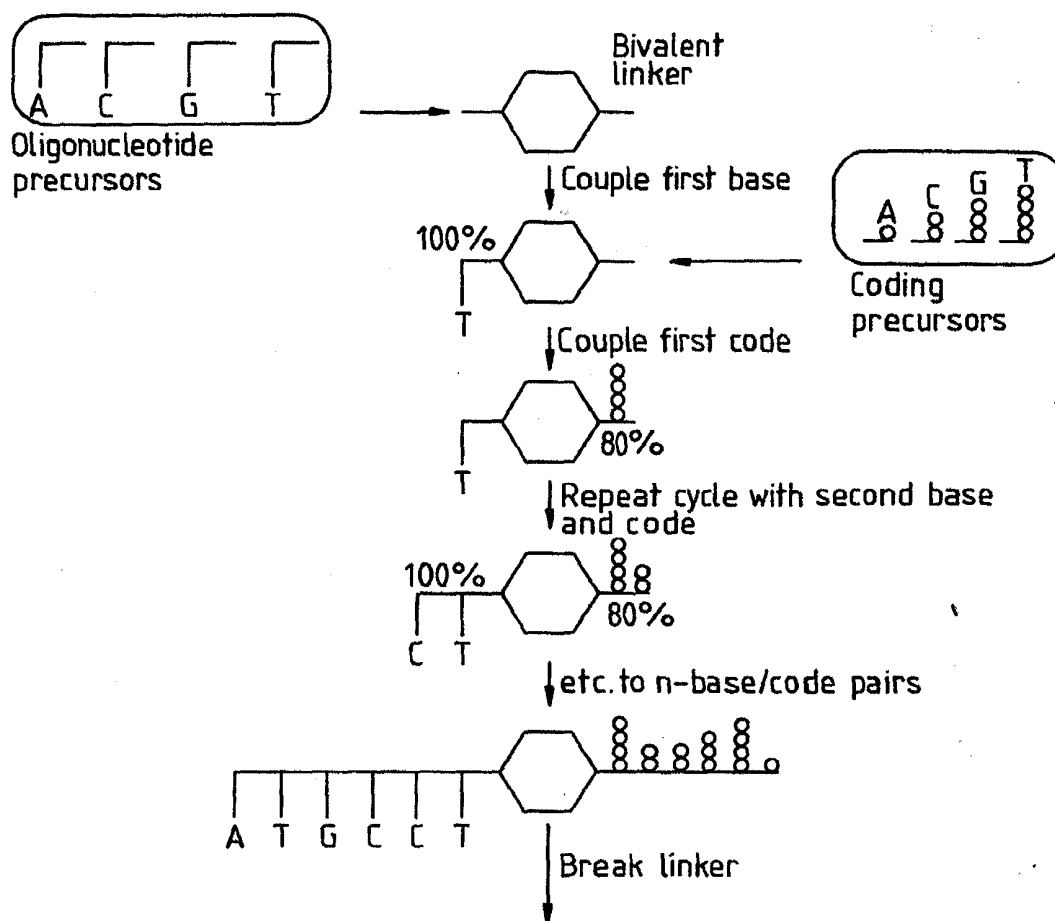 A C G T
Oligonucleotide
precursors
Bivalent
linker
Couple first base
100%
T
A C G T
Coding
precursors
Couple first code
T
80%
Repeat cycle with second base
and code
100%
C T
80%
etc. to n-base/code pairs
A T G C C T
Break linker